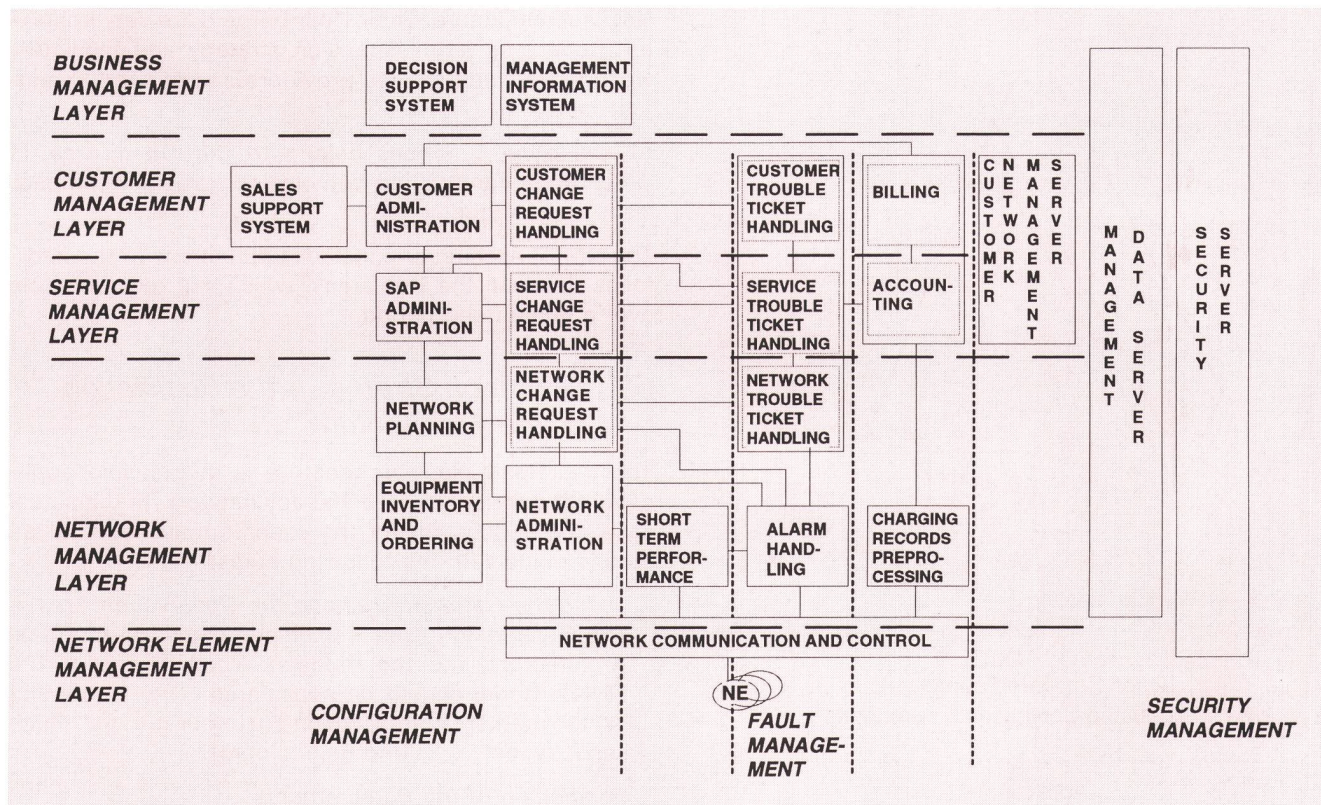 BUSINESS
MANAGEMENT
LAYER
DECISION
SUPPORT
SYSTEM
MANAGEMENT
INFORMATION
SYSTEM
CUSTOMER
MANAGEMENT
LAYER
SALES
SUPPORT
SYSTEM
CUSTOMER
ADMI-
NISTRATION
CUSTOMER
CHANGE
REQUEST
HANDLING
CUSTOMER
TROUBLE
TICKET
HANDLING
BILLING
CUSTOMER
NETWORK
MANAGEMENT
SERVER
MANAGEMENT
DATA SERVER
SECURITY
SERVER
SERVICE
MANAGEMENT
LAYER
SAP
ADMINI-
STRATION
SERVICE
CHANGE
REQUEST
HANDLING
SERVICE
TROUBLE
TICKET
HANDLING
ACCOUN-
TING
NETWORK
PLANNING
NETWORK
CHANGE
REQUEST
HANDLING
NETWORK
TROUBLE
TICKET
HANDLING
NETWORK
MANAGEMENT
LAYER
EQUIPMENT
INVENTORY
AND
ORDERING
NETWORK
ADMINI-
STRATION
SHORT
TERM
PERFOR-
MANCE
ALARM
HAND-
LING
CHARGING
RECORDS
PREPRO-
CESSING
NETWORK ELEMENT
MANAGEMENT
LAYER
NETWORK COMMUNICATION AND CONTROL
NE
CONFIGURATION
MANAGEMENT
FAULT
MANAGE-
MENT
SECURITY
MANAGEMENT